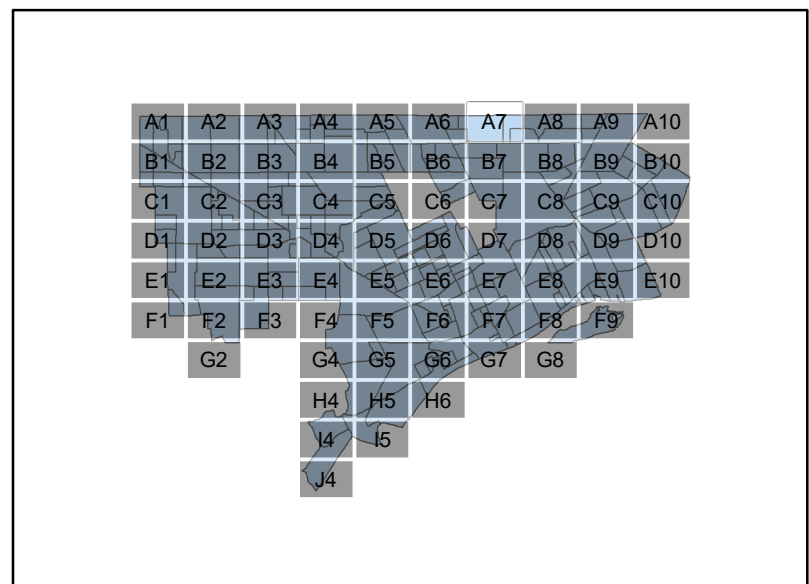 A1 A2 A3 A4 A5 A6 A7 A8 A9 A10
B1 B2 B3 B4 B5 B6 B7 B8 B9 B10
C1 C2 C3 C4 C5 C6 C7 C8 C9 C10
D1 D2 D3 D4 D5 D6 D7 D8 D9 D10
E1 E2 E3 E4 E5 E6 E7 E8 E9 E10
F1 F2 F3 F4 F5 F6 F7 F8 F9
G2 G4 G5 G6 G7 G8
H4 H5 H6
I4 I5
J4